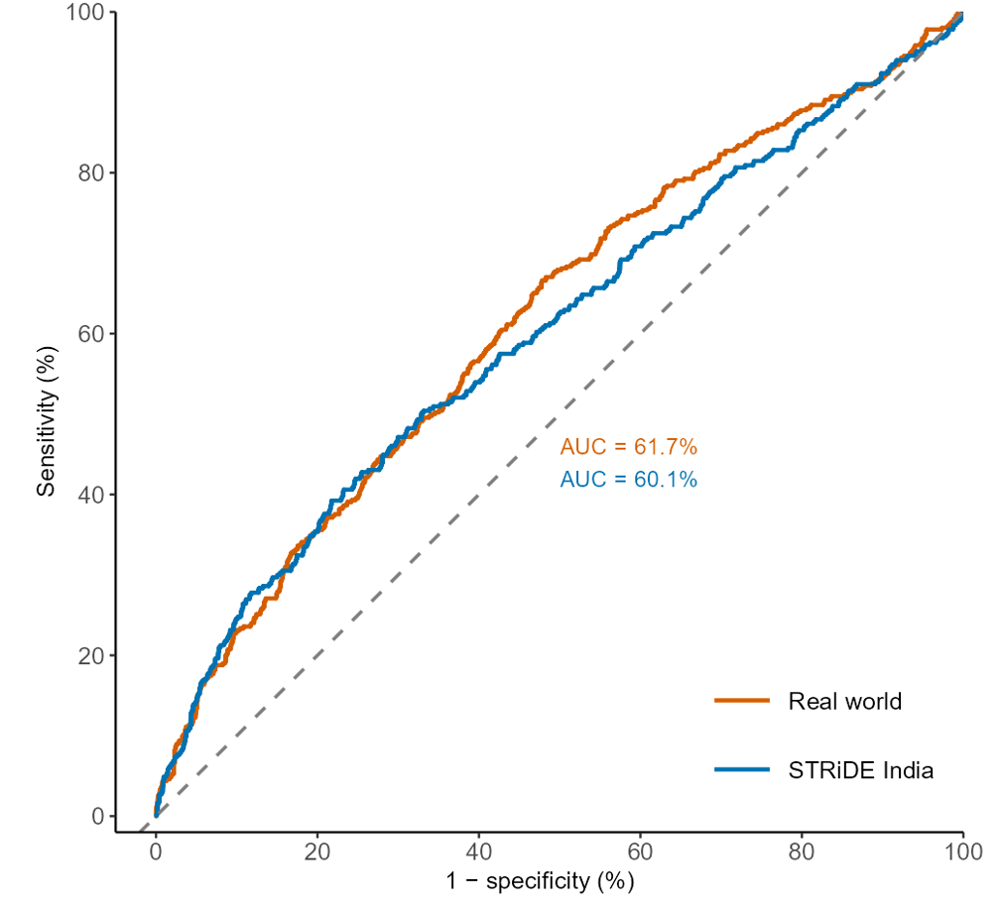 100
80
60
40
20
0
Sensitivity (%)
AUC = 61.7%
AUC = 60.1%
Real world
STRiDE India
0 20 40 60 80 100
1 − specificity (%)